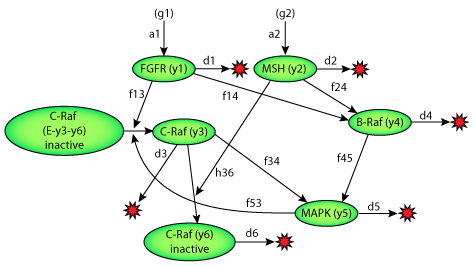 (g1)
(g2)
a1
a2
FGFR (y1)
d1
MSH (y2)
d2
f13
f14
f24
C-Raf
(E-y3-y6)
inactive
C-Raf (y3)
B-Raf (y4)
d4
d3
f34
f45
h36
f53
MAPK (y5)
d5
C-Raf (y6)
inactive
d6